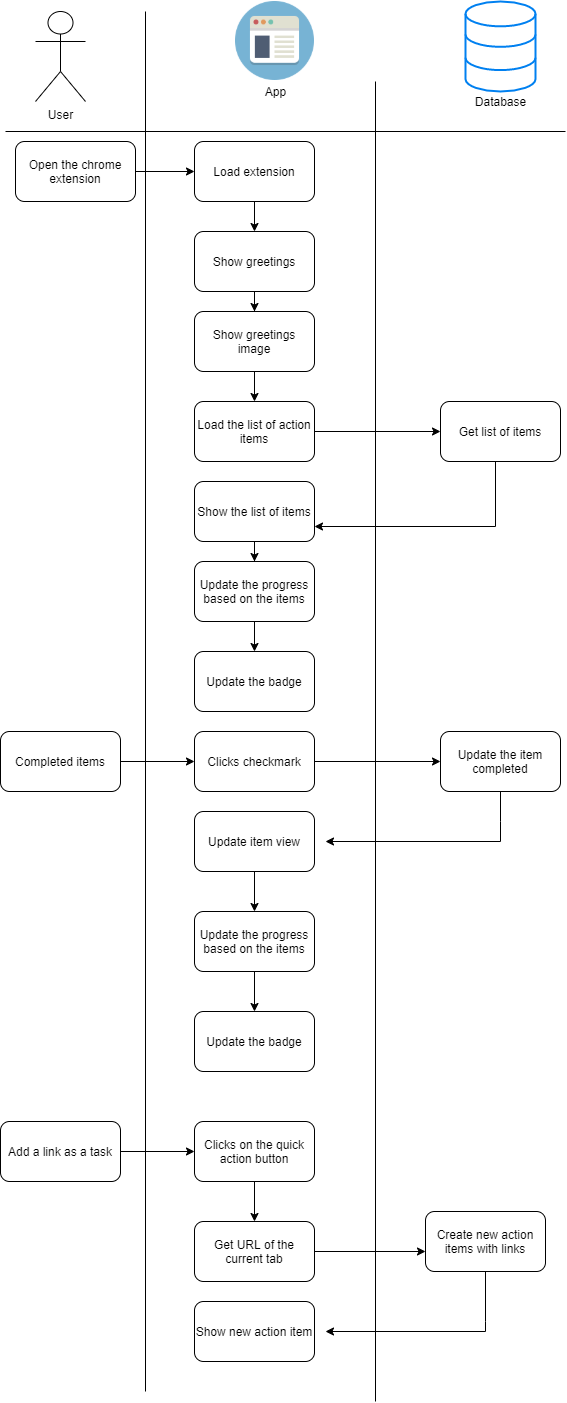 User
App
Database
Open the chrome
extension
Load extension
Show greetings
Show greetings
image
Load the list of action
items
Get list of items
Show the list of items
Update the progress
based on the items
Update the badge
Completed items
Clicks checkmark
Update the item
completed
Update item view
Update the progress
based on the items
Update the badge
Add a link as a task
Clicks on the quick
action button
Get URL of the
current tab
Create new action
items with links
Show new action item